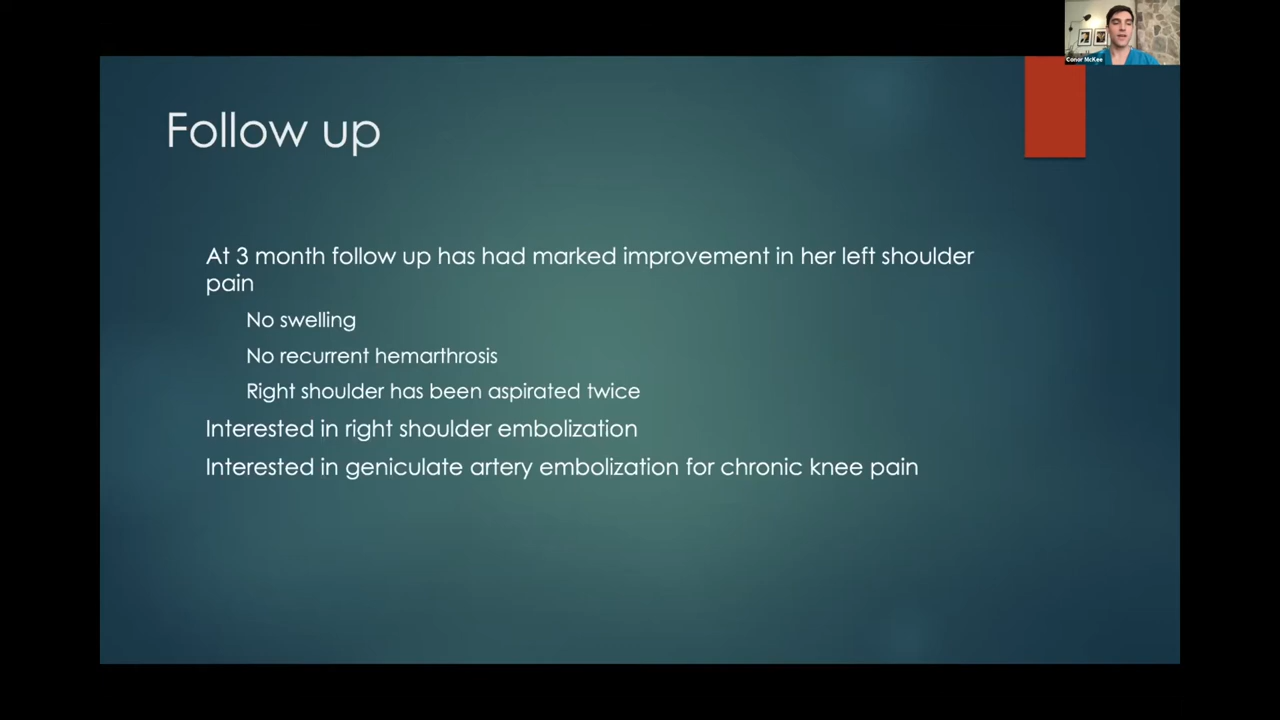 Conor McKee
Follow up
At 3 month follow up has had marked improvement in her left shoulder
pain
No swelling
No recurrent hemarthrosis
Right shoulder has been aspirated twice
Interested in right shoulder embolization
Interested in geniculate artery embolization for chronic knee pain